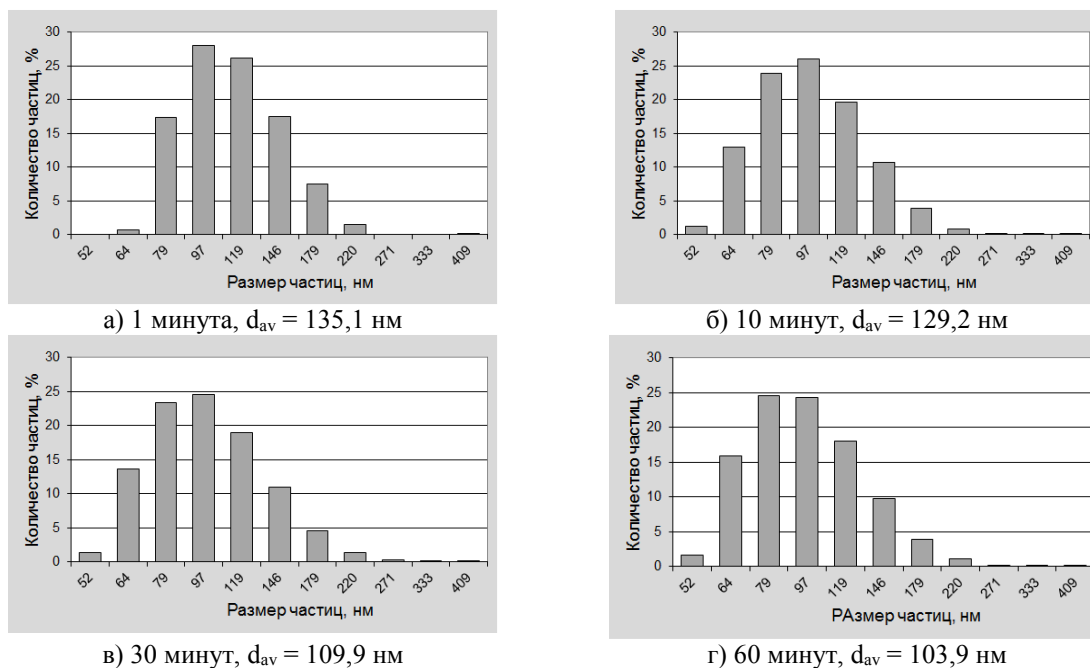 Количество частиц, %
30
25
20
15
10
5
0
52 64 79 97 119 146 179 220 271 333 409
Размер частиц, нм
а) 1 минута, dav = 135,1 нм
Количество частиц, %
30
25
20
15
10
5
0
52 64 79 97 119 146 179 220 271 333 409
Размер частиц, нм
б) 10 минут, dav = 129,2 нм
Количество частиц, %
30
25
20
15
10
5
0
52 64 79 97 119 146 179 220 271 333 409
Размер частиц, нм
в) 30 минут, dav = 109,9 нм
Количество частиц, %
30
25
20
15
10
5
0
52 64 79 97 119 146 179 220 271 333 409
РАзмер частиц, нм
г) 60 минут, dav = 103,9 нм